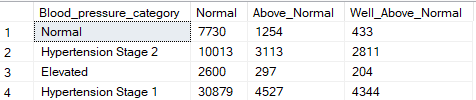 Blood_pressure_category Normal Above_Normal Well_Above_Normal
1 Normal 7730 1254 433
2 Hypertension Stage 2 10013 3113 2811
3 Elevated 2600 297 204
4 Hypertension Stage 1 30879 4527 4344